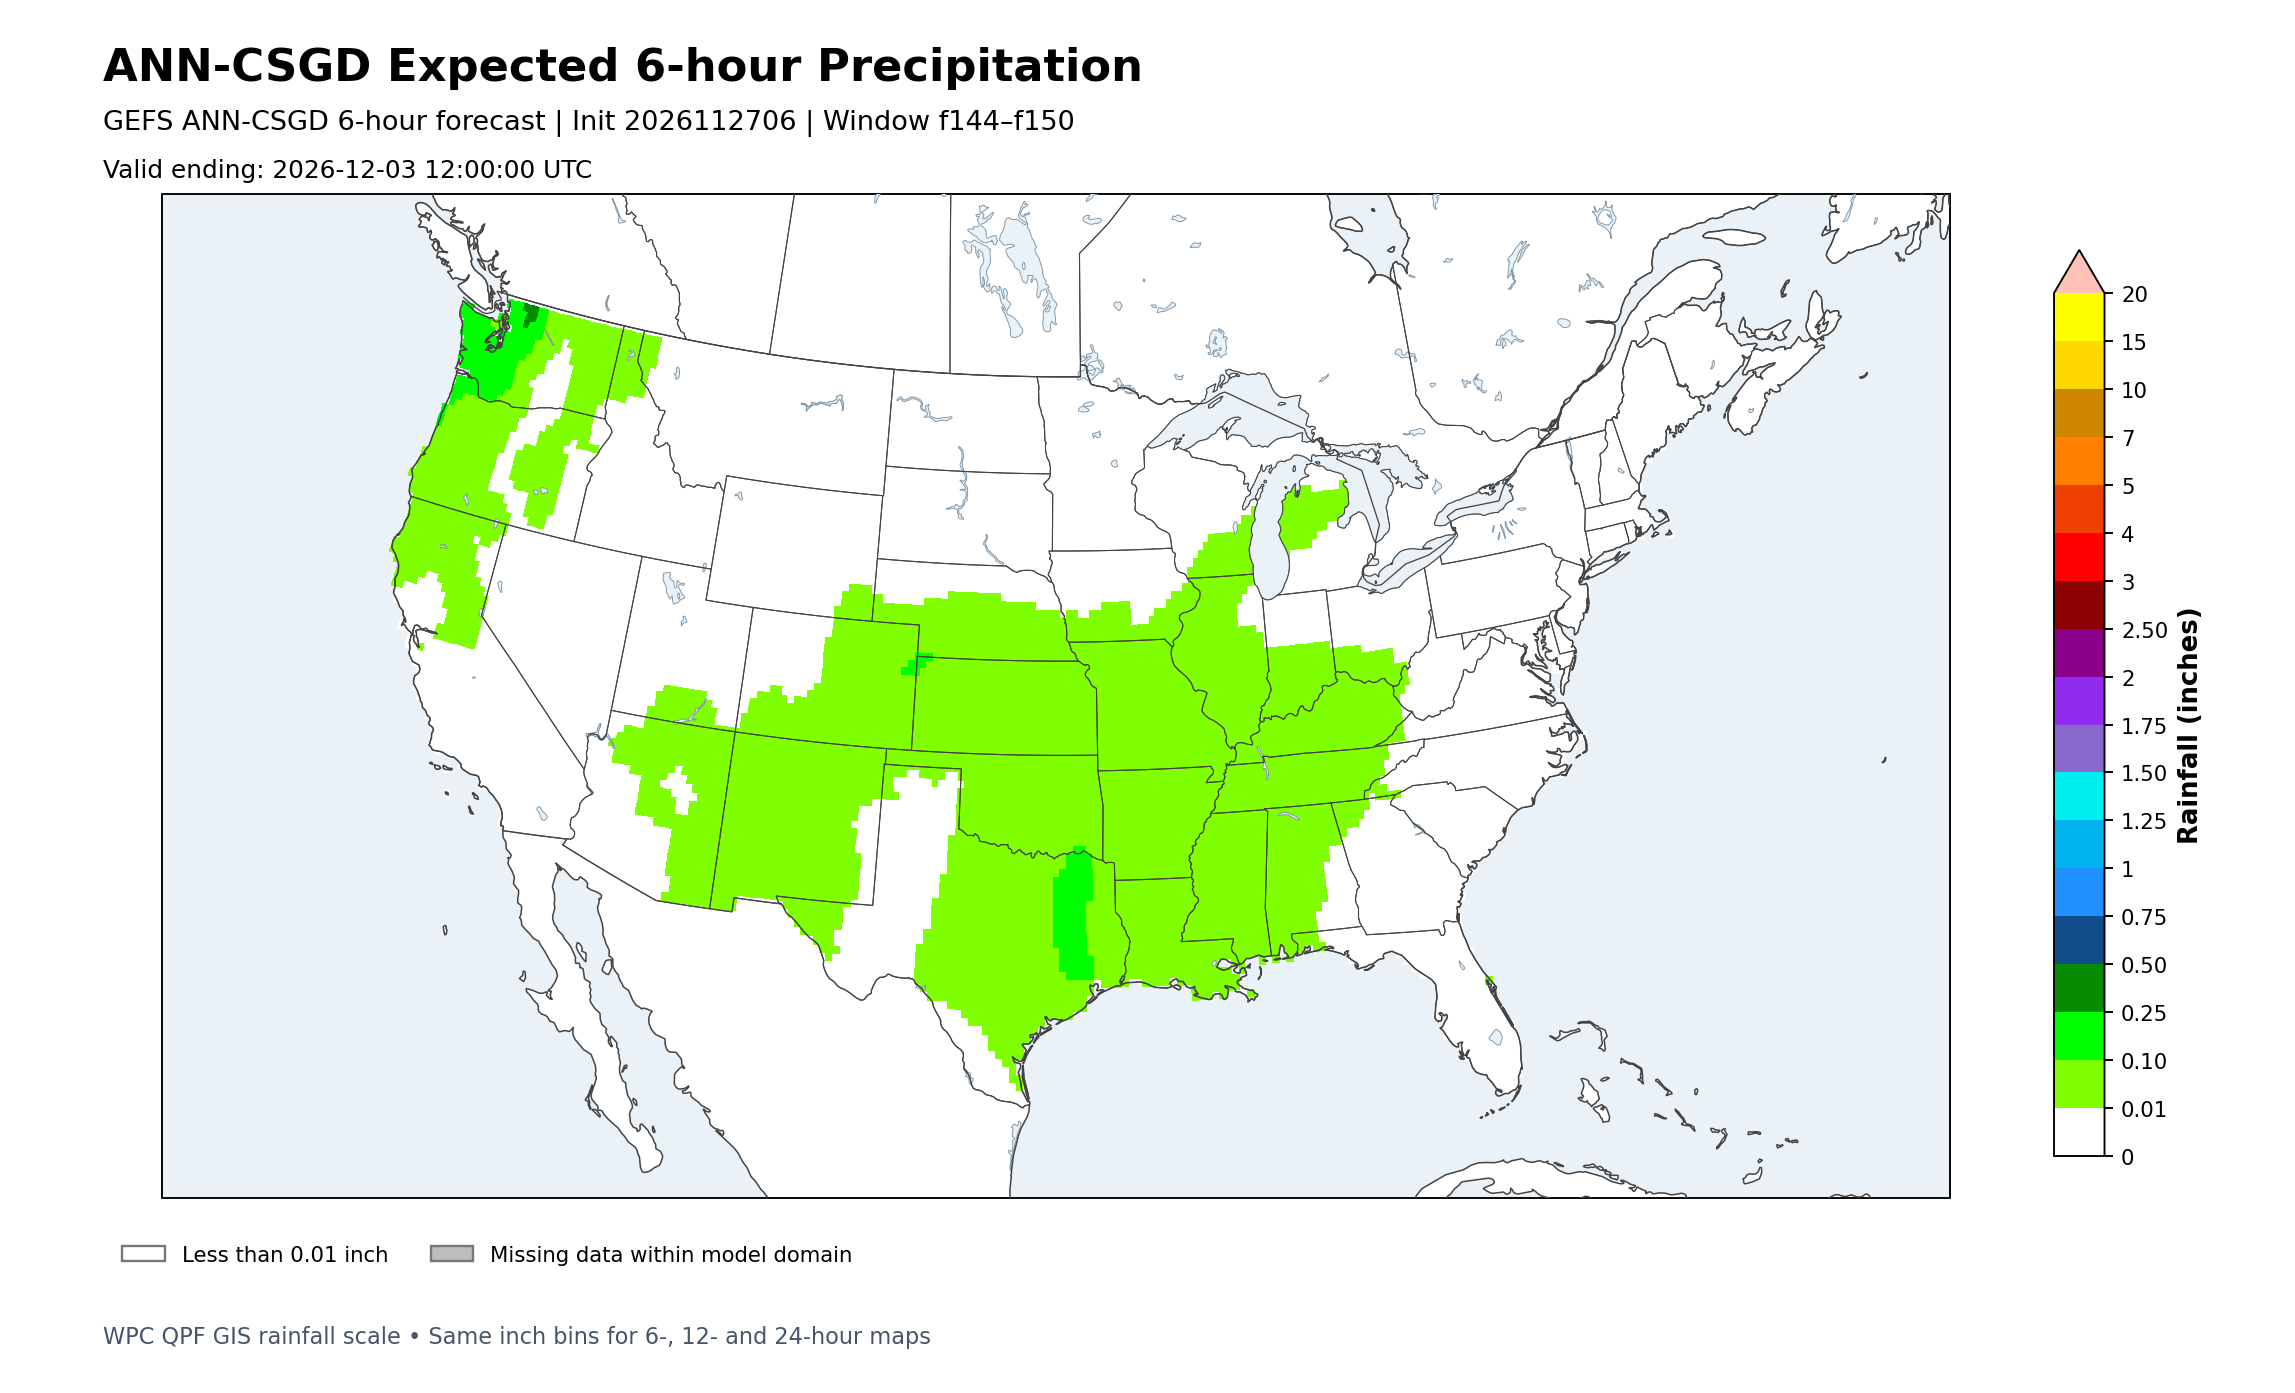 ANN-CSGD Expected 6-hour Precipitation
GEFS ANN-CSGD 6-hour forecast | Init 2026112706 | Window f144–f150
Valid ending: 2026-12-03 12:00:00 UTC
20
15
10
7
5
4
3
2.50
2
1.75
1.50
1.25
1
0.75
0.50
0.25
0.10
0.01
0
Rainfall (inches)
Less than 0.01 inch
Missing data within model domain
WPC QPF GIS rainfall scale • Same inch bins for 6-, 12- and 24-hour maps